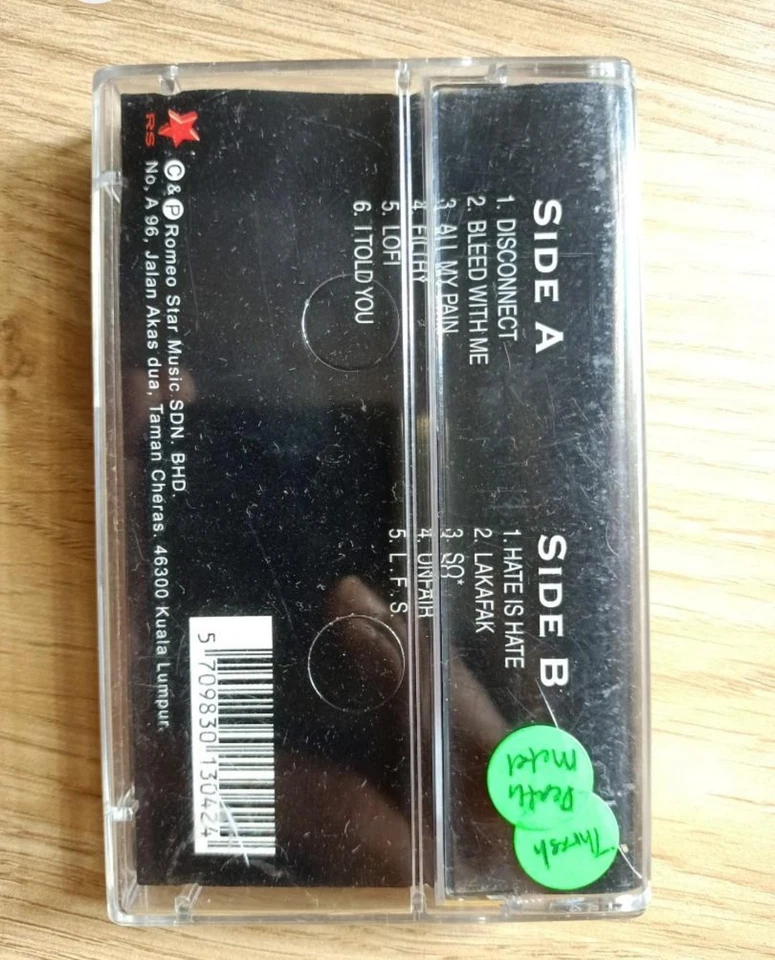 SIDE A
1. DISCONNECT
2. BLEED WITH ME
3. ALL MY PAIN
4. FILTHY
5. LOFI
6. I TOLD YOU
SIDE B
1. HATE IS HATE
2. LAKAFAK
3. SO*
4. UNFAIR
5. L. F. S
RS
© & ℗ Romeo Star Music SDN. BHD.
No, A 96, Jalan Akas dua, Taman Cheras. 46300 Kuala Lumpur.
5 709830 130424
Thrash
Death
Metal